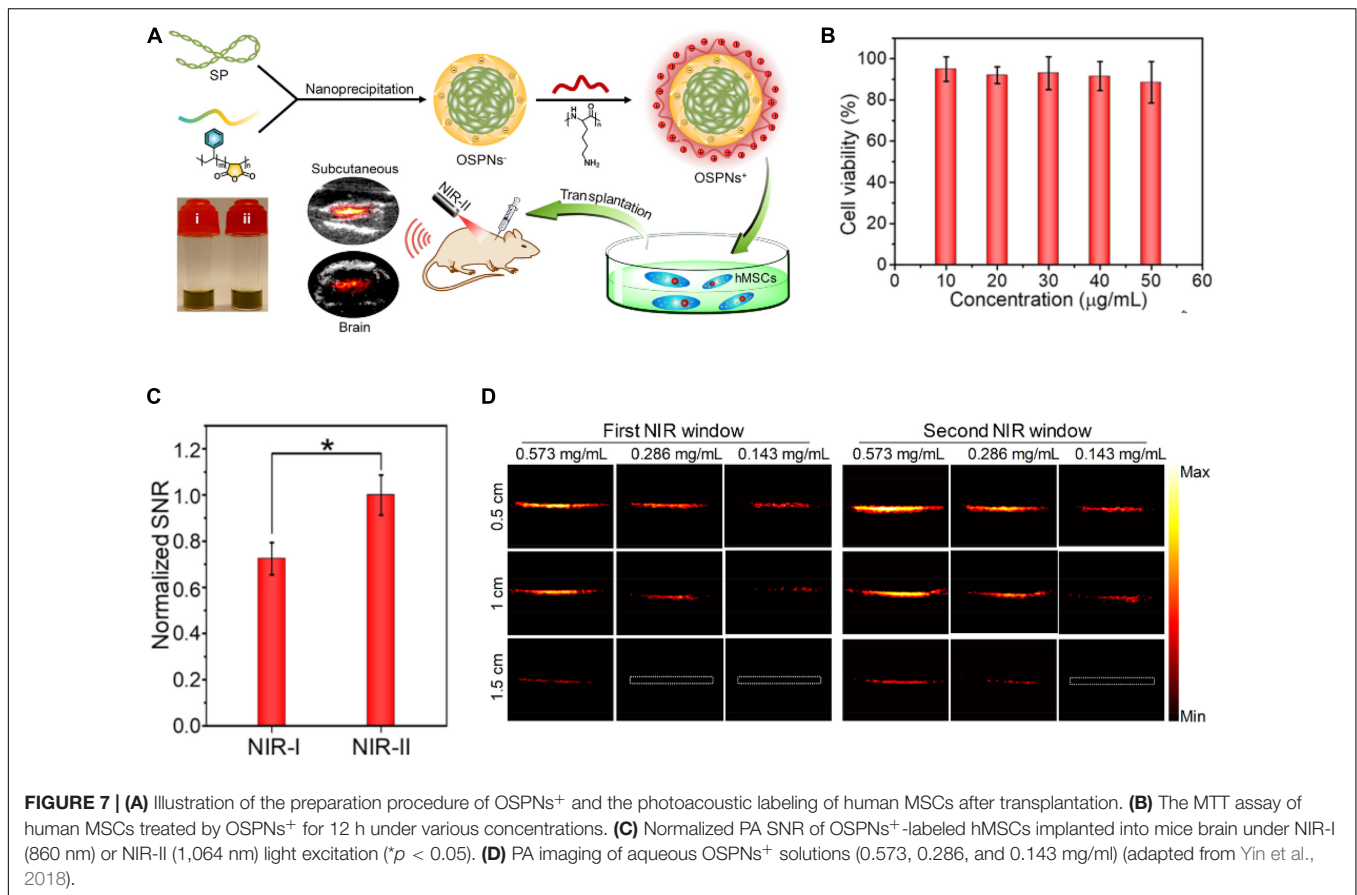 A
SP
Nanoprecipitation
OSPNs⁻
OSPNs⁺
H
N
O
n
NH₂
m
n
O
O
O
i
ii
Subcutaneous
Brain
NIR-II
Transplantation
hMSCs
B
Cell viability (%)
100
80
60
40
20
0
0 10 20 30 40 50 60
Concentration (μg/mL)
C
Normalized SNR
1.2
1.0
0.8
0.6
0.4
0.2
0.0
*
NIR-I NIR-II
D
First NIR window Second NIR window
0.573 mg/mL 0.286 mg/mL 0.143 mg/mL 0.573 mg/mL 0.286 mg/mL 0.143 mg/mL
0.5 cm
1 cm
1.5 cm
Max
Min
FIGURE 7 | (A) Illustration of the preparation procedure of OSPNs⁺ and the photoacoustic labeling of human MSCs after transplantation. (B) The MTT assay of
human MSCs treated by OSPNs⁺ for 12 h under various concentrations. (C) Normalized PA SNR of OSPNs⁺-labeled hMSCs implanted into mice brain under NIR-I
(860 nm) or NIR-II (1,064 nm) light excitation (*p < 0.05). (D) PA imaging of aqueous OSPNs⁺ solutions (0.573, 0.286, and 0.143 mg/ml) (adapted from Yin et al.,
2018).